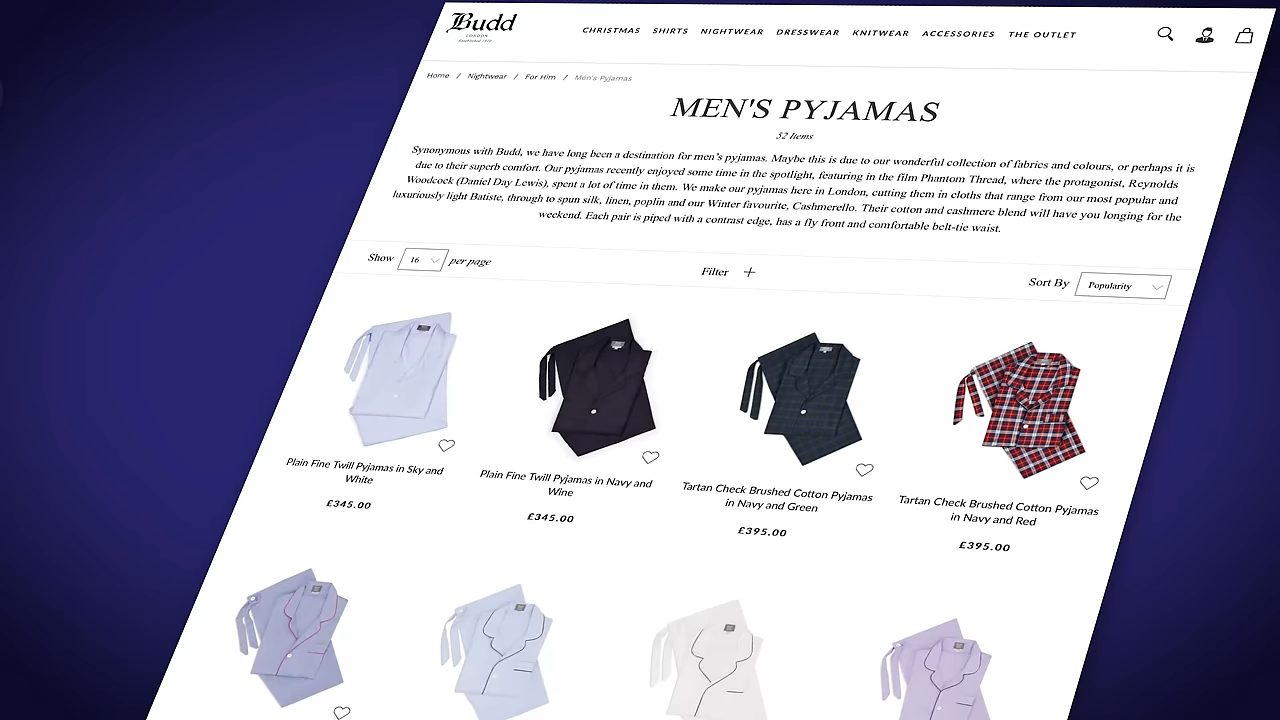 Budd
LONDON
Established 1910
CHRISTMAS SHIRTS NIGHTWEAR DRESSWEAR KNITWEAR ACCESSORIES THE OUTLET
Home / Nightwear / For Him / Men's Pyjamas
MEN'S PYJAMAS
52 Items
Synonymous with Budd, we have long been a destination for men's pyjamas. Maybe this is due to our wonderful collection of fabrics and colours, or perhaps it is
due to their superb comfort. Our pyjamas recently enjoyed some time in the spotlight, featuring in the film Phantom Thread, where the protagonist, Reynolds
Woodcock (Daniel Day Lewis), spent a lot of time in them. We make our pyjamas here in London, cutting them in cloths that range from our most popular and
luxuriously light Batiste, through to spun silk, linen, poplin and our Winter favourite, Cashmerello. Their cotton and cashmere blend will have you longing for the
weekend. Each pair is piped with a contrast edge, has a fly front and comfortable belt-tie waist.
Show 16 per page Filter + Sort By Popularity
Plain Fine Twill Pyjamas in Sky and
White
£345.00
Plain Fine Twill Pyjamas in Navy and
Wine
£345.00
Tartan Check Brushed Cotton Pyjamas
in Navy and Green
£395.00
Tartan Check Brushed Cotton Pyjamas
in Navy and Red
£395.00